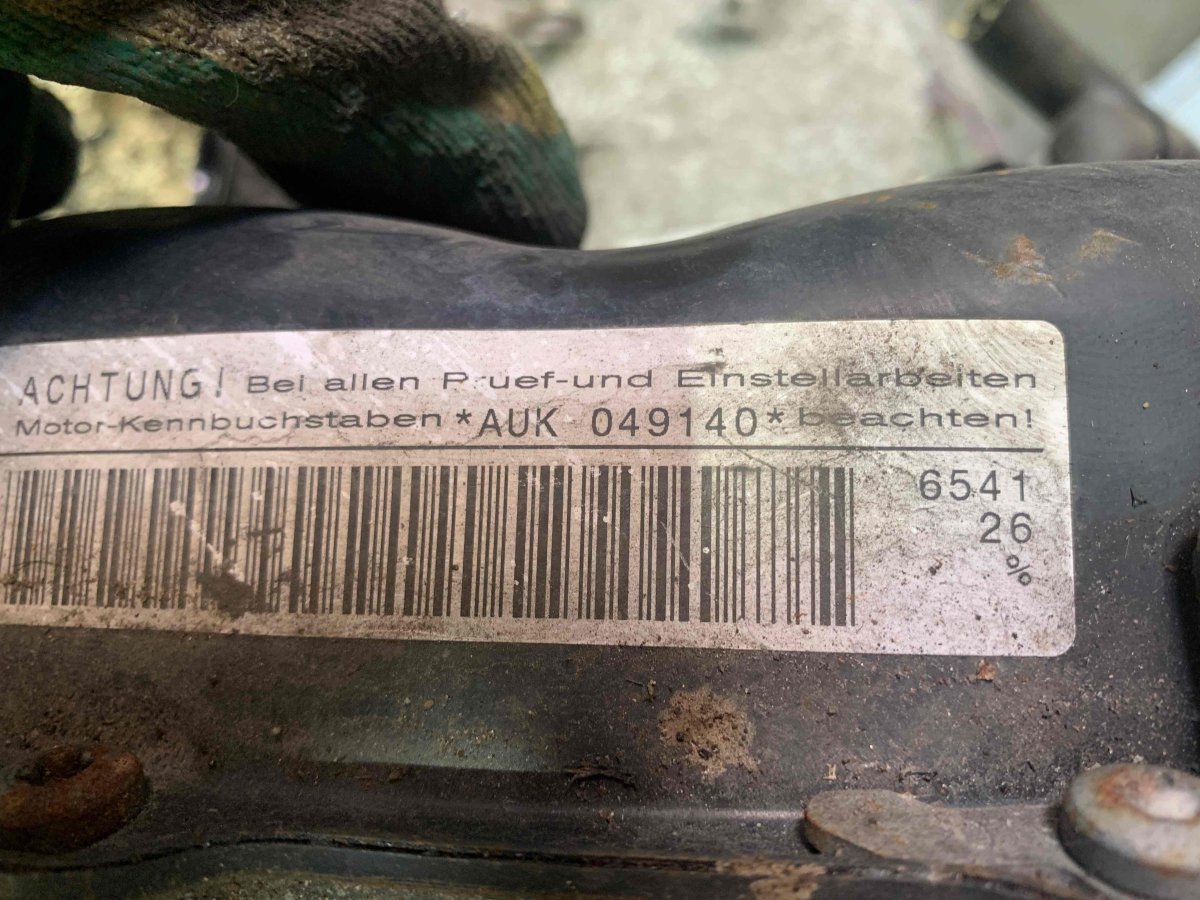 ACHTUNG! Bei allen Pruef-und Einstellarbeiten
Motor-Kennbuchstaben *AUK 049140* beachten!
6541
26
%